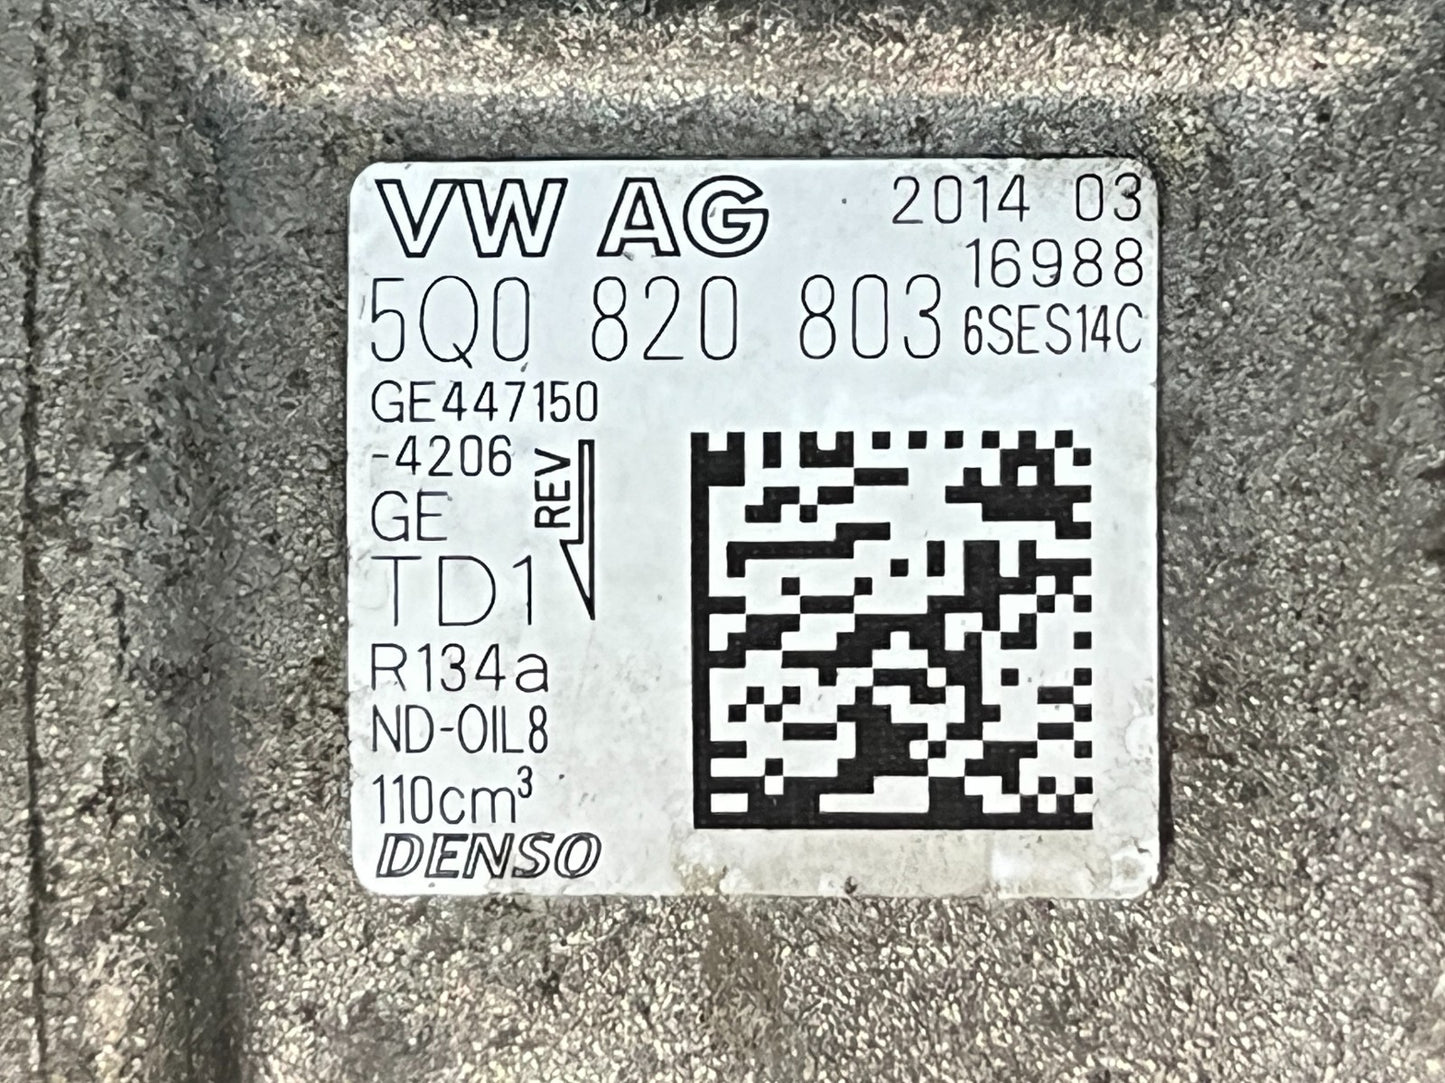 VW AG 2014 03
16988
5Q0 820 803 6SES14C
GE447150
-4206
REV
GE
TD1
R134a
ND-OIL8
110cm³
DENSO